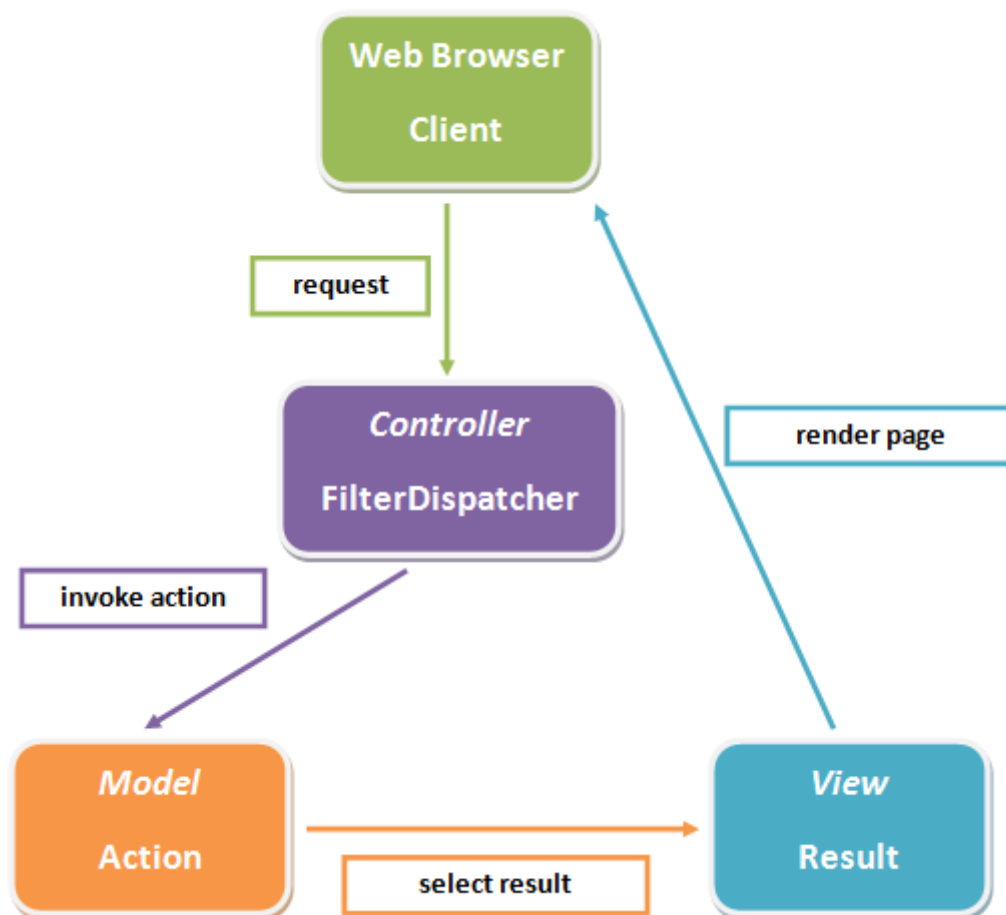 Web Browser
Client
request
Controller
FilterDispatcher
render page
invoke action
Model
Action
select result
View
Result